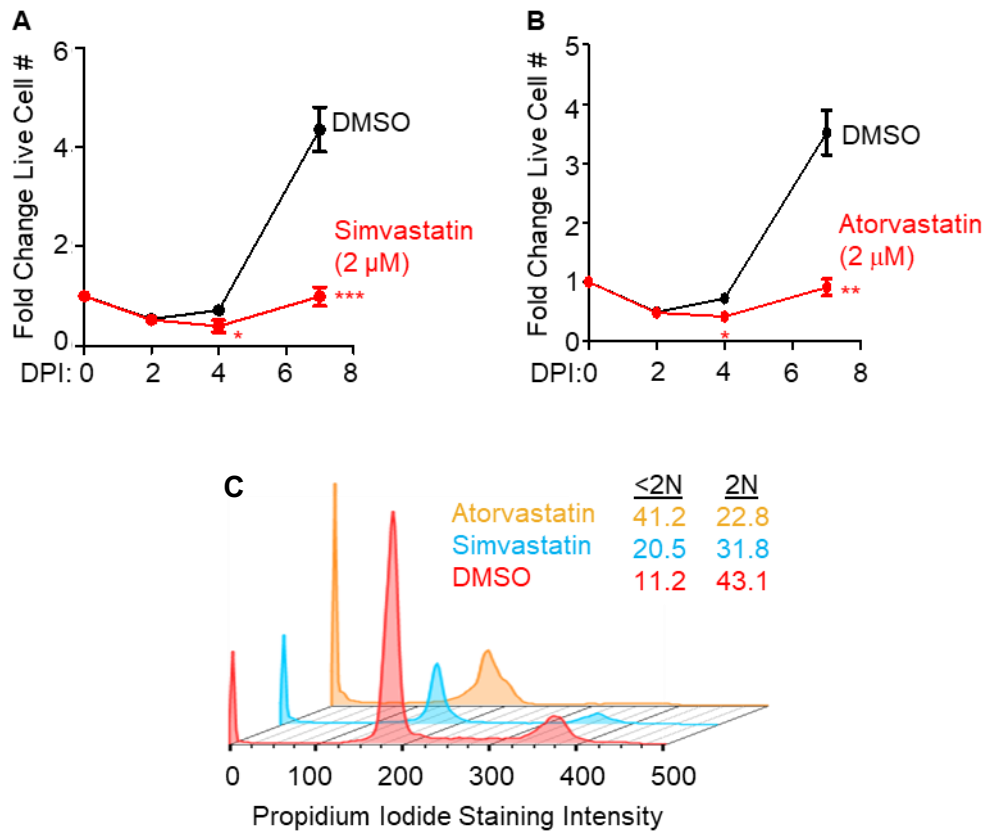 A
Fold Change Live Cell #
6
4
2
0
DMSO
Simvastatin
(2 µM)
***
*
DPI: 0 2 4 6 8
B
Fold Change Live Cell #
5
4
3
2
1
0
DMSO
Atorvastatin
(2 µM)
**
*
DPI:0 2 4 6 8
C
<2N 2N
Atorvastatin 41.2 22.8
Simvastatin 20.5 31.8
DMSO 11.2 43.1
0 100 200 300 400 500
Propidium Iodide Staining Intensity